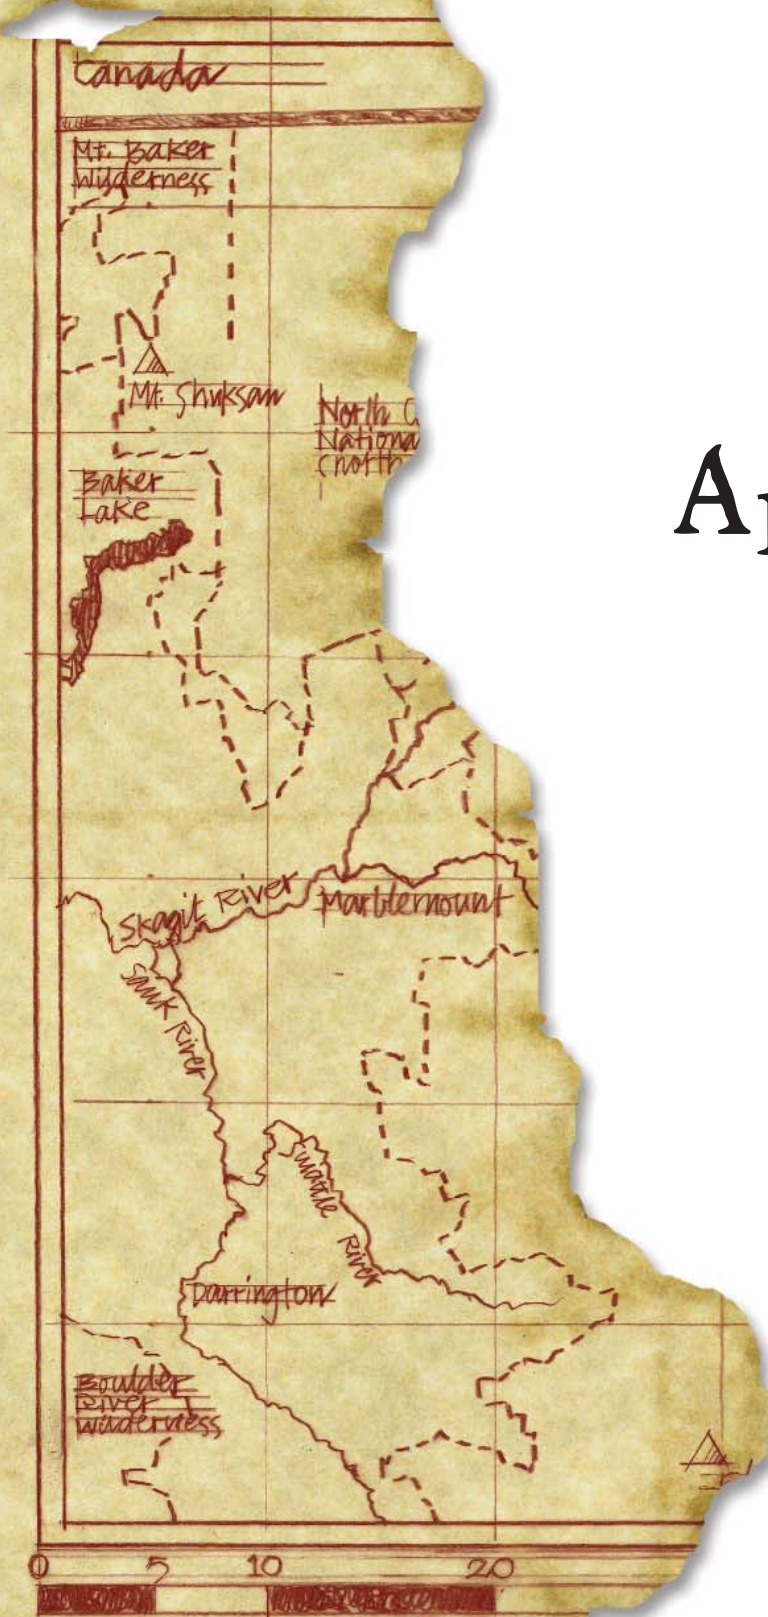 Canada
Mt. Baker
Wilderness
Mt. Shuksan
North C
Nationa
(north
Baker
Lake
Ap
Skagit River
Marblemount
Sauk River
Suiattle River
Darrington
Boulder
River
Wilderness
0 5 10 20